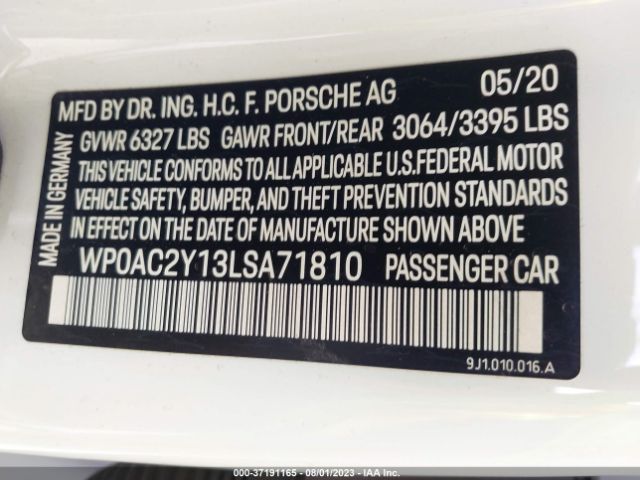 MFD BY DR. ING. H.C. F. PORSCHE AG 05/20
GVWR 6327 LBS GAWR FRONT/REAR 3064/3395 LBS
THIS VEHICLE CONFORMS TO ALL APPLICABLE U.S.FEDERAL MOTOR
VEHICLE SAFETY, BUMPER, AND THEFT PREVENTION STANDARDS
IN EFFECT ON THE DATE OF MANUFACTURE SHOWN ABOVE
WP0AC2Y13LSA71810 PASSENGER CAR
MADE IN GERMANY
9J1.010.016.A
000-37191165 - 08/01/2023 - IAAI.COM